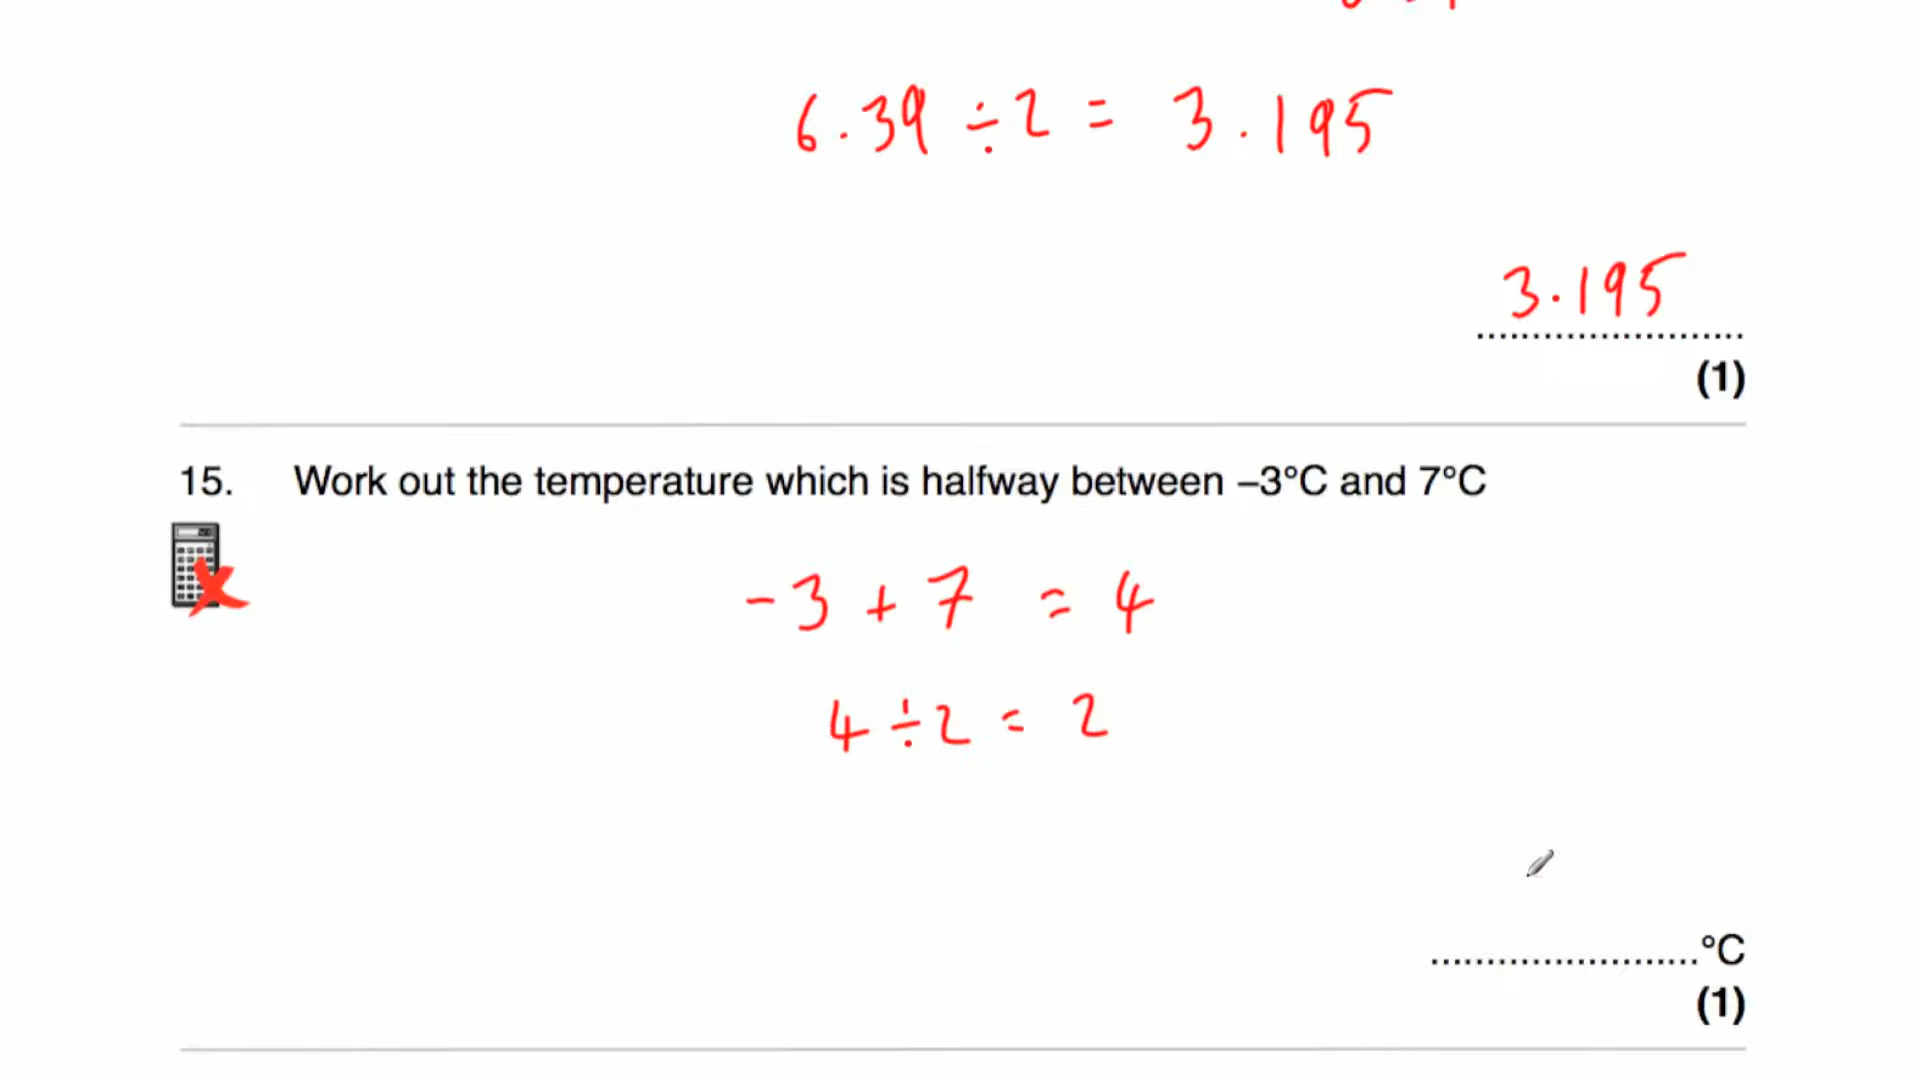 6.39 ÷ 2 = 3.195
3.195
........................
(1)
15. Work out the temperature which is halfway between –3°C and 7°C
-3 + 7 = 4
4 ÷ 2 = 2
........................°C
(1)